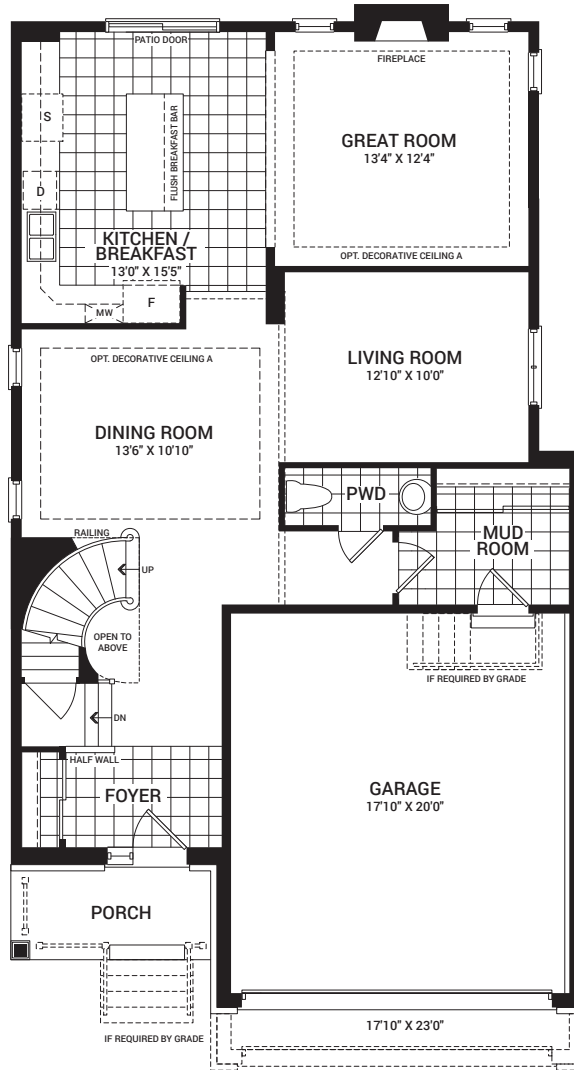 PATIO DOOR
FIREPLACE
S
FLUSH BREAKFAST BAR
GREAT ROOM
13'4" X 12'4"
D
KITCHEN /
BREAKFAST
13'0" X 15'5"
OPT. DECORATIVE CEILING A
MW
F
OPT. DECORATIVE CEILING A
LIVING ROOM
12'10" X 10'0"
DINING ROOM
13'6" X 10'10"
PWD
RAILING
MUD
ROOM
UP
OPEN TO
ABOVE
IF REQUIRED BY GRADE
DN
HALF WALL
FOYER
GARAGE
17'10" X 20'0"
PORCH
17'10" X 23'0"
IF REQUIRED BY GRADE